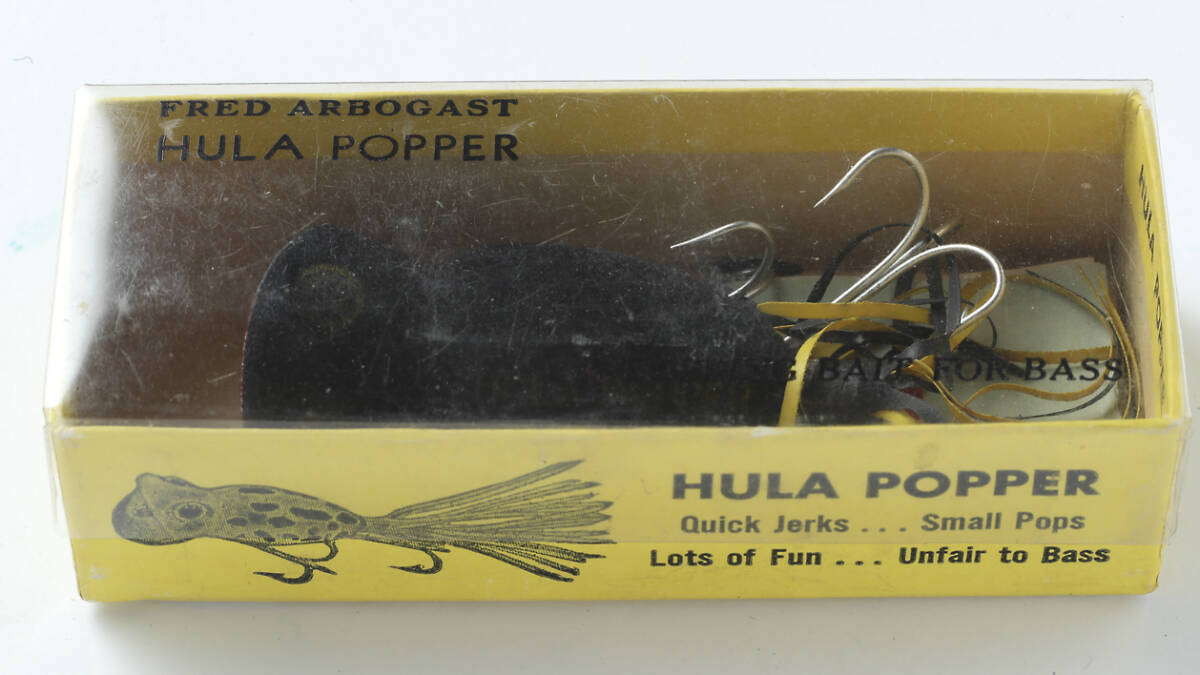 FRED ARBOGAST
HULA POPPER
HULA POPPER
BAIT FOR BASS
HULA POPPER
Quick Jerks . . . Small Pops
Lots of Fun . . . Unfair to Bass